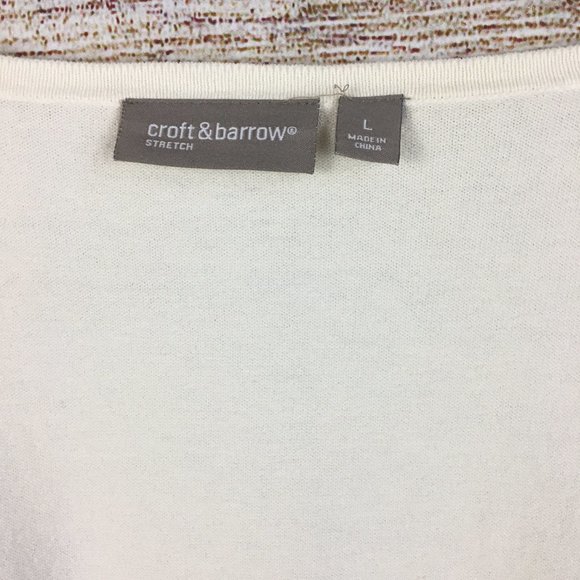 croft&barrow®
STRETCH
L
MADE IN
CHINA